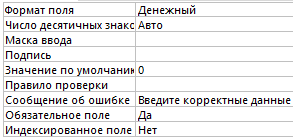 Формат поля Денежный
Число десятичных знако Авто
Маска ввода
Подпись
Значение по умолчани 0
Правило проверки
Сообщение об ошибке Введите корректные данные
Обязательное поле Да
Индексированное поле Нет